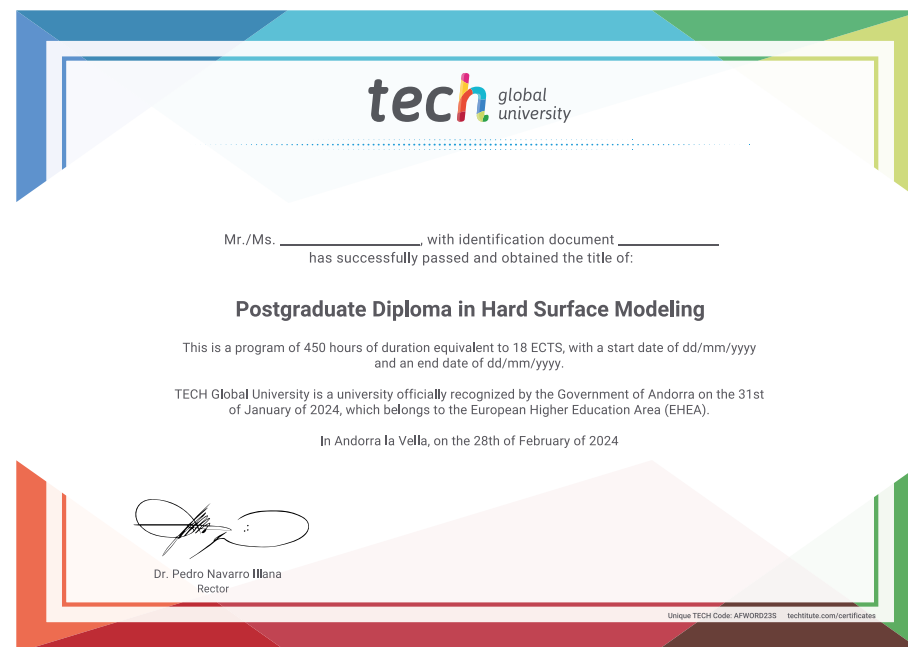 tech global
university
Mr./Ms. ____________________, with identification document ______________
has successfully passed and obtained the title of:
Postgraduate Diploma in Hard Surface Modeling
This is a program of 450 hours of duration equivalent to 18 ECTS, with a start date of dd/mm/yyyy
and an end date of dd/mm/yyyy.
TECH Global University is a university officially recognized by the Government of Andorra on the 31st
of January of 2024, which belongs to the European Higher Education Area (EHEA).
In Andorra la Vella, on the 28th of February of 2024
Dr. Pedro Navarro Illana
Rector
Unique TECH Code: AFWORD23S techtitute.com/certificates